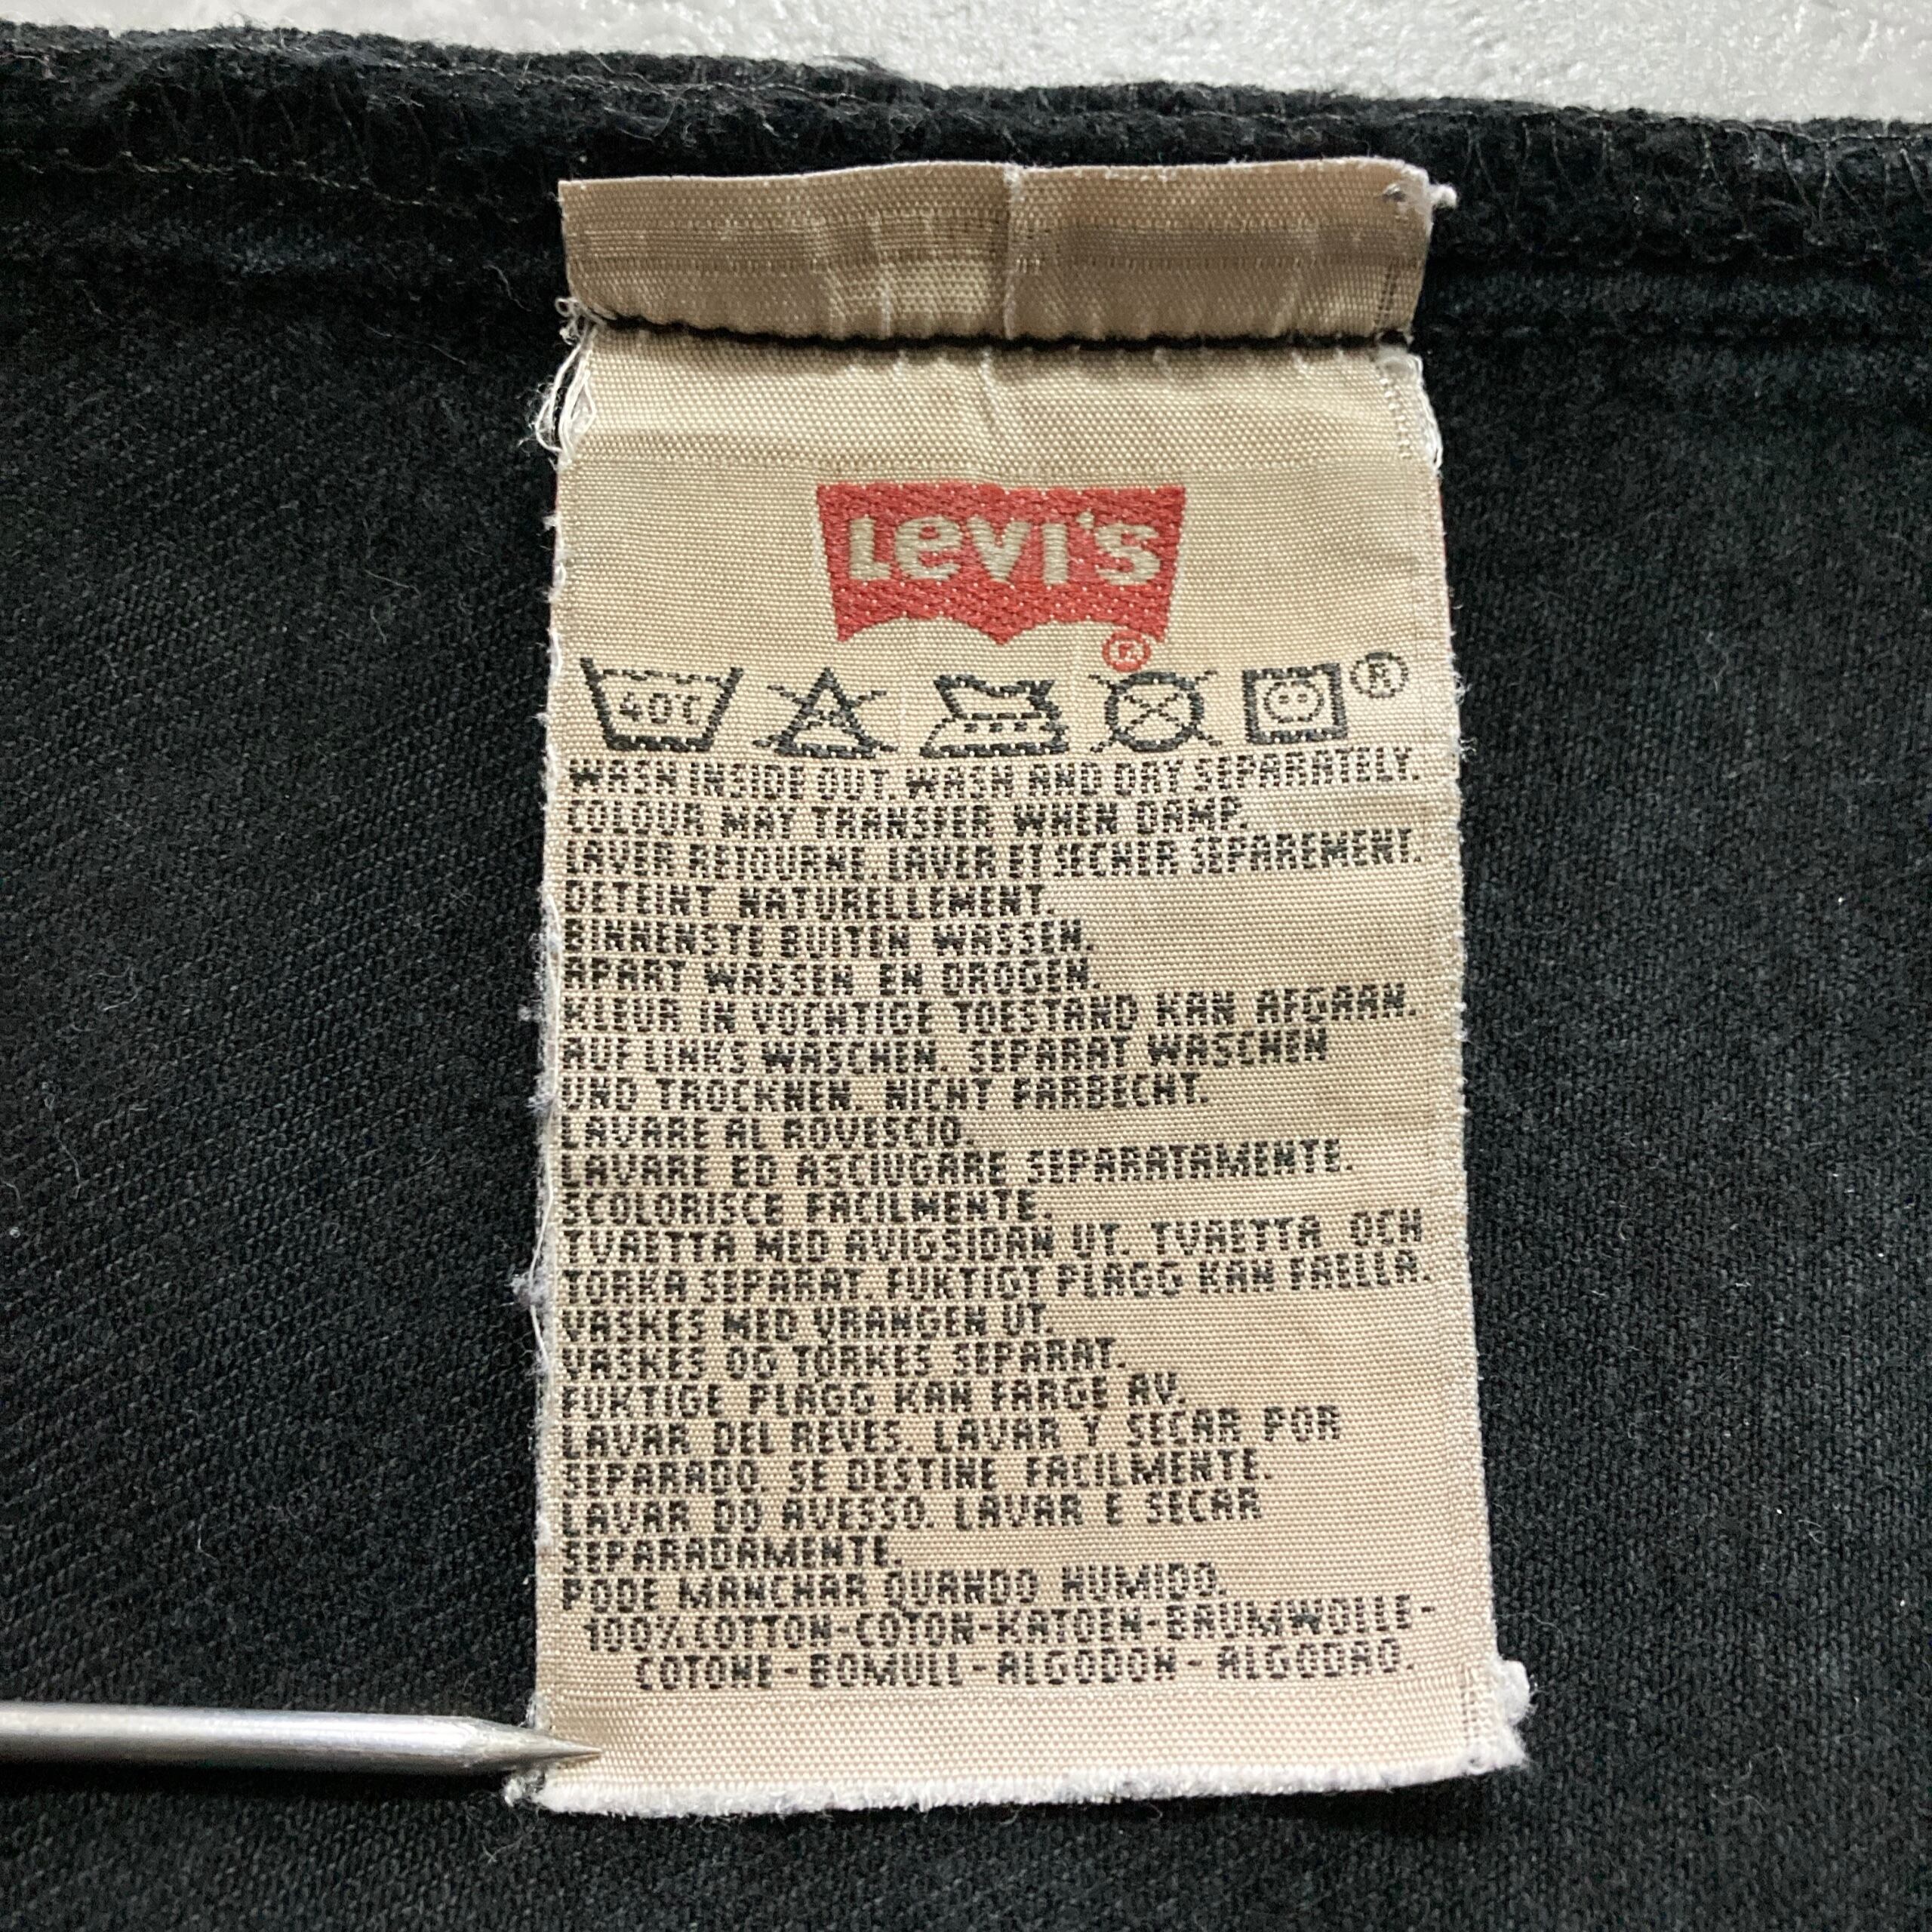 Levi's
®
40°C ®
WASH INSIDE OUT. WASH AND DRY SEPARATELY.
COLOUR MAY TRANSFER WHEN DAMP.
LAVER RETOURNE. LAVER ET SECHER SEPAREMENT.
DETEINT NATURELLEMENT.
BINNENSTE BUITEN WASSEN.
APART WASSEN EN DROGEN.
KLEUR IN VOCHTIGE TOESTAND KAN AFGAAN.
AUF LINKS WASCHEN. SEPARAT WASCHEN
UND TROCKNEN. NICHT FARBECHT.
LAVARE AL ROVESCIO.
LAVARE ED ASCIUGARE SEPARATAMENTE.
SCOLORISCE FACILMENTE
TVAETTA MED AVIGSIDAN UT. TVAETTA OCH
TORKA SEPARAT. FUKTIGT PLAGG KAN FAELLA.
VASKES MED VRANGEN UT.
VASKES OG TORKES SEPARAT.
FUKTIGE PLAGG KAN FARGE AV.
LAVAR DEL REVES. LAVAR Y SECAR POR
SEPARADO. SE DESTINE FACILMENTE.
LAVAR DO AVESSO. LAVAR E SECAR
SEPARADAMENTE.
PODE MANCHAR QUANDO HUMIDO.
100% COTTON-COTON-KATOEN-BAUMWOLLE-
COTONE-BOMULL-ALGODON-ALGODAO.